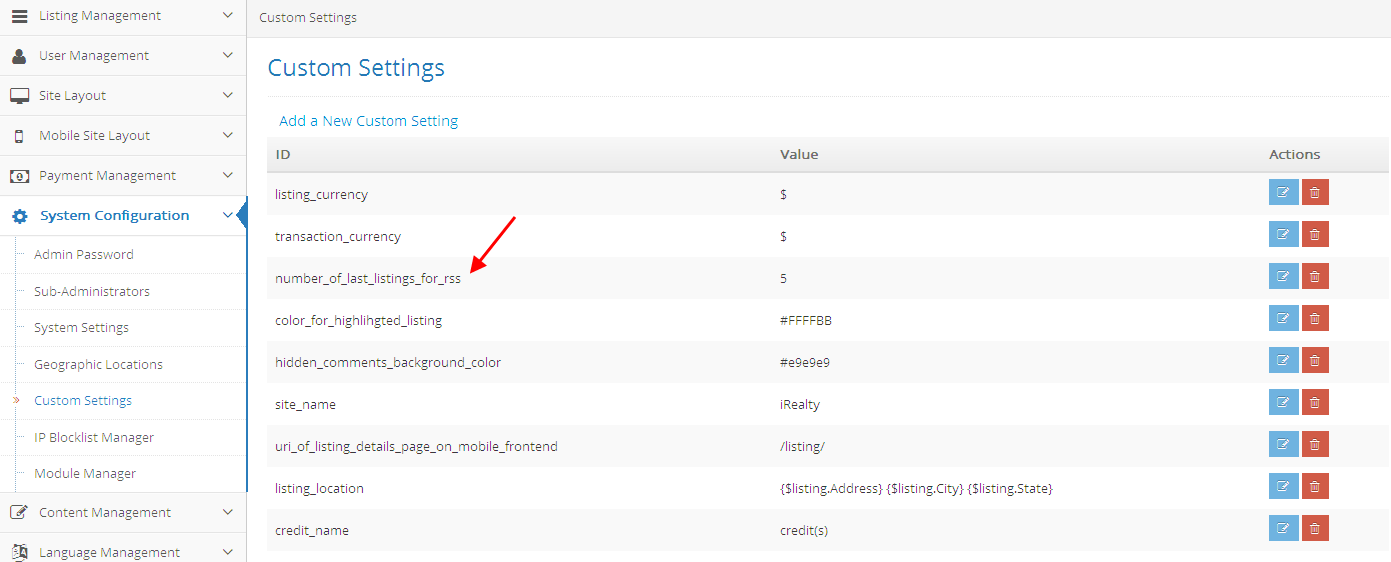 Listing Management
User Management
Site Layout
Mobile Site Layout
Payment Management
System Configuration
Admin Password
Sub-Administrators
System Settings
Geographic Locations
Custom Settings
IP Blocklist Manager
Module Manager
Content Management
Language Management
Custom Settings
Custom Settings
Add a New Custom Setting
ID Value Actions
listing_currency $
transaction_currency $
number_of_last_listings_for_rss 5
color_for_highlihgted_listing #FFFFBB
hidden_comments_background_color #e9e9e9
site_name iRealty
uri_of_listing_details_page_on_mobile_frontend /listing/
listing_location {$listing.Address} {$listing.City} {$listing.State}
credit_name credit(s)